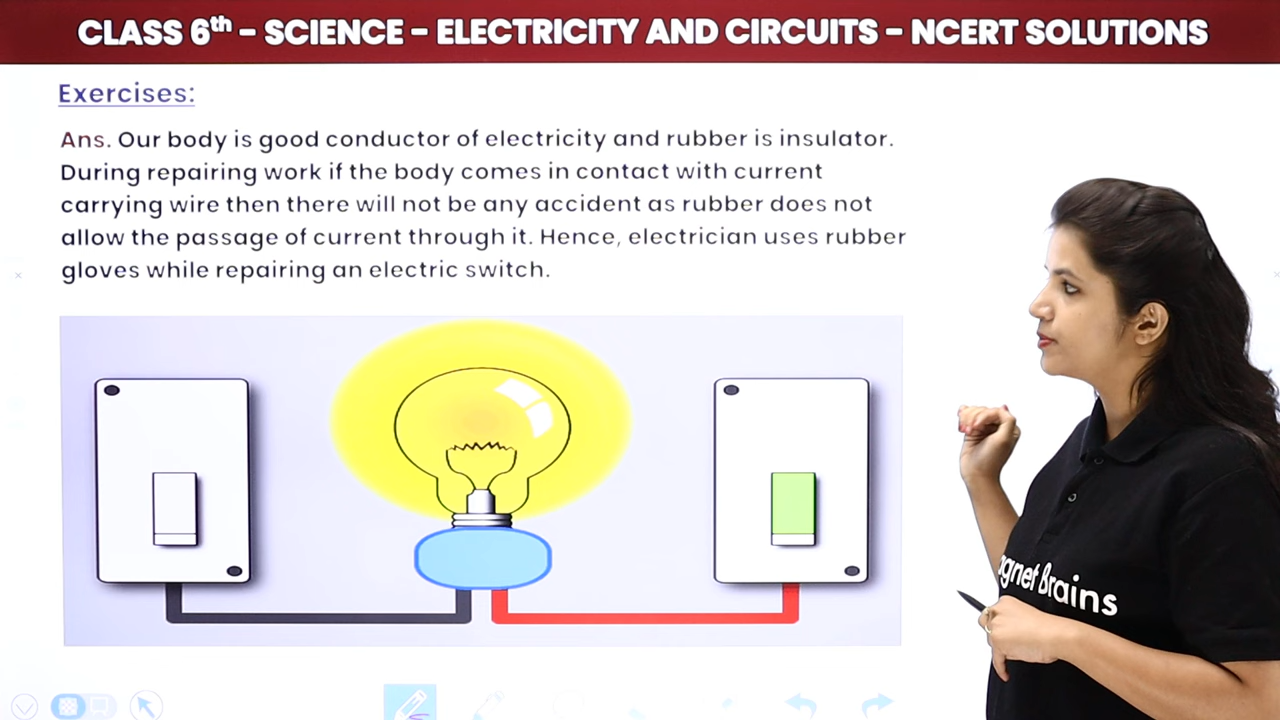 CLASS 6th – SCIENCE – ELECTRICITY AND CIRCUITS – NCERT SOLUTIONS
Exercises:
Ans. Our body is good conductor of electricity and rubber is insulator.
During repairing work if the body comes in contact with current
carrying wire then there will not be any accident as rubber does not
allow the passage of current through it. Hence, electrician uses rubber
gloves while repairing an electric switch.
agnet Brains